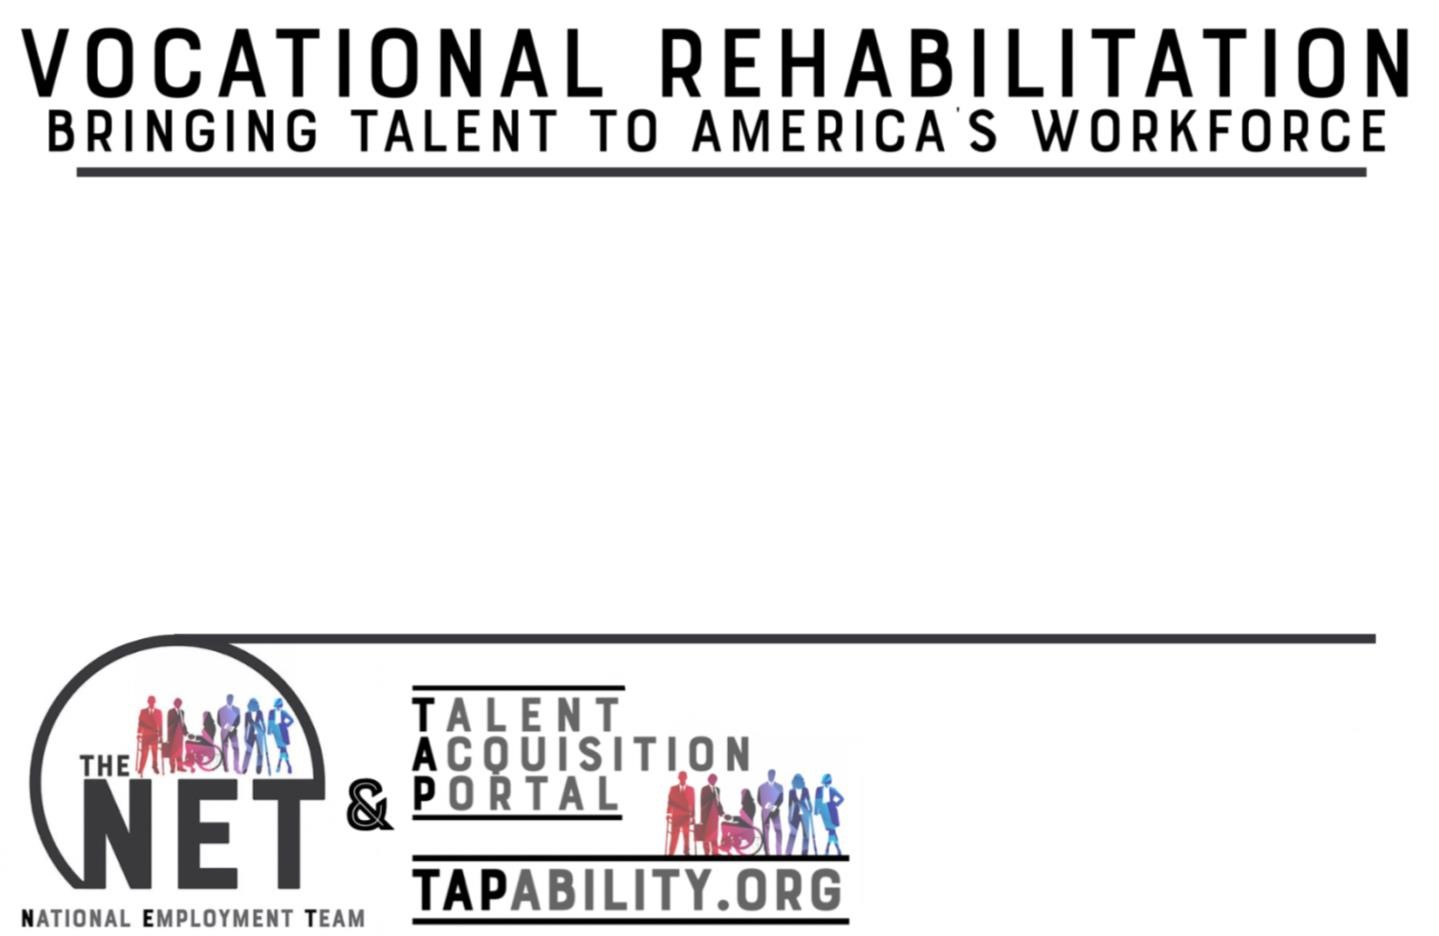 VOCATIONAL REHABILITATION
BRINGING TALENT TO AMERICA'S WORKFORCE
THE
NET
NATIONAL EMPLOYMENT TEAM
&
TALENT
ACQUISITION
PORTAL
TAPABILITY.ORG